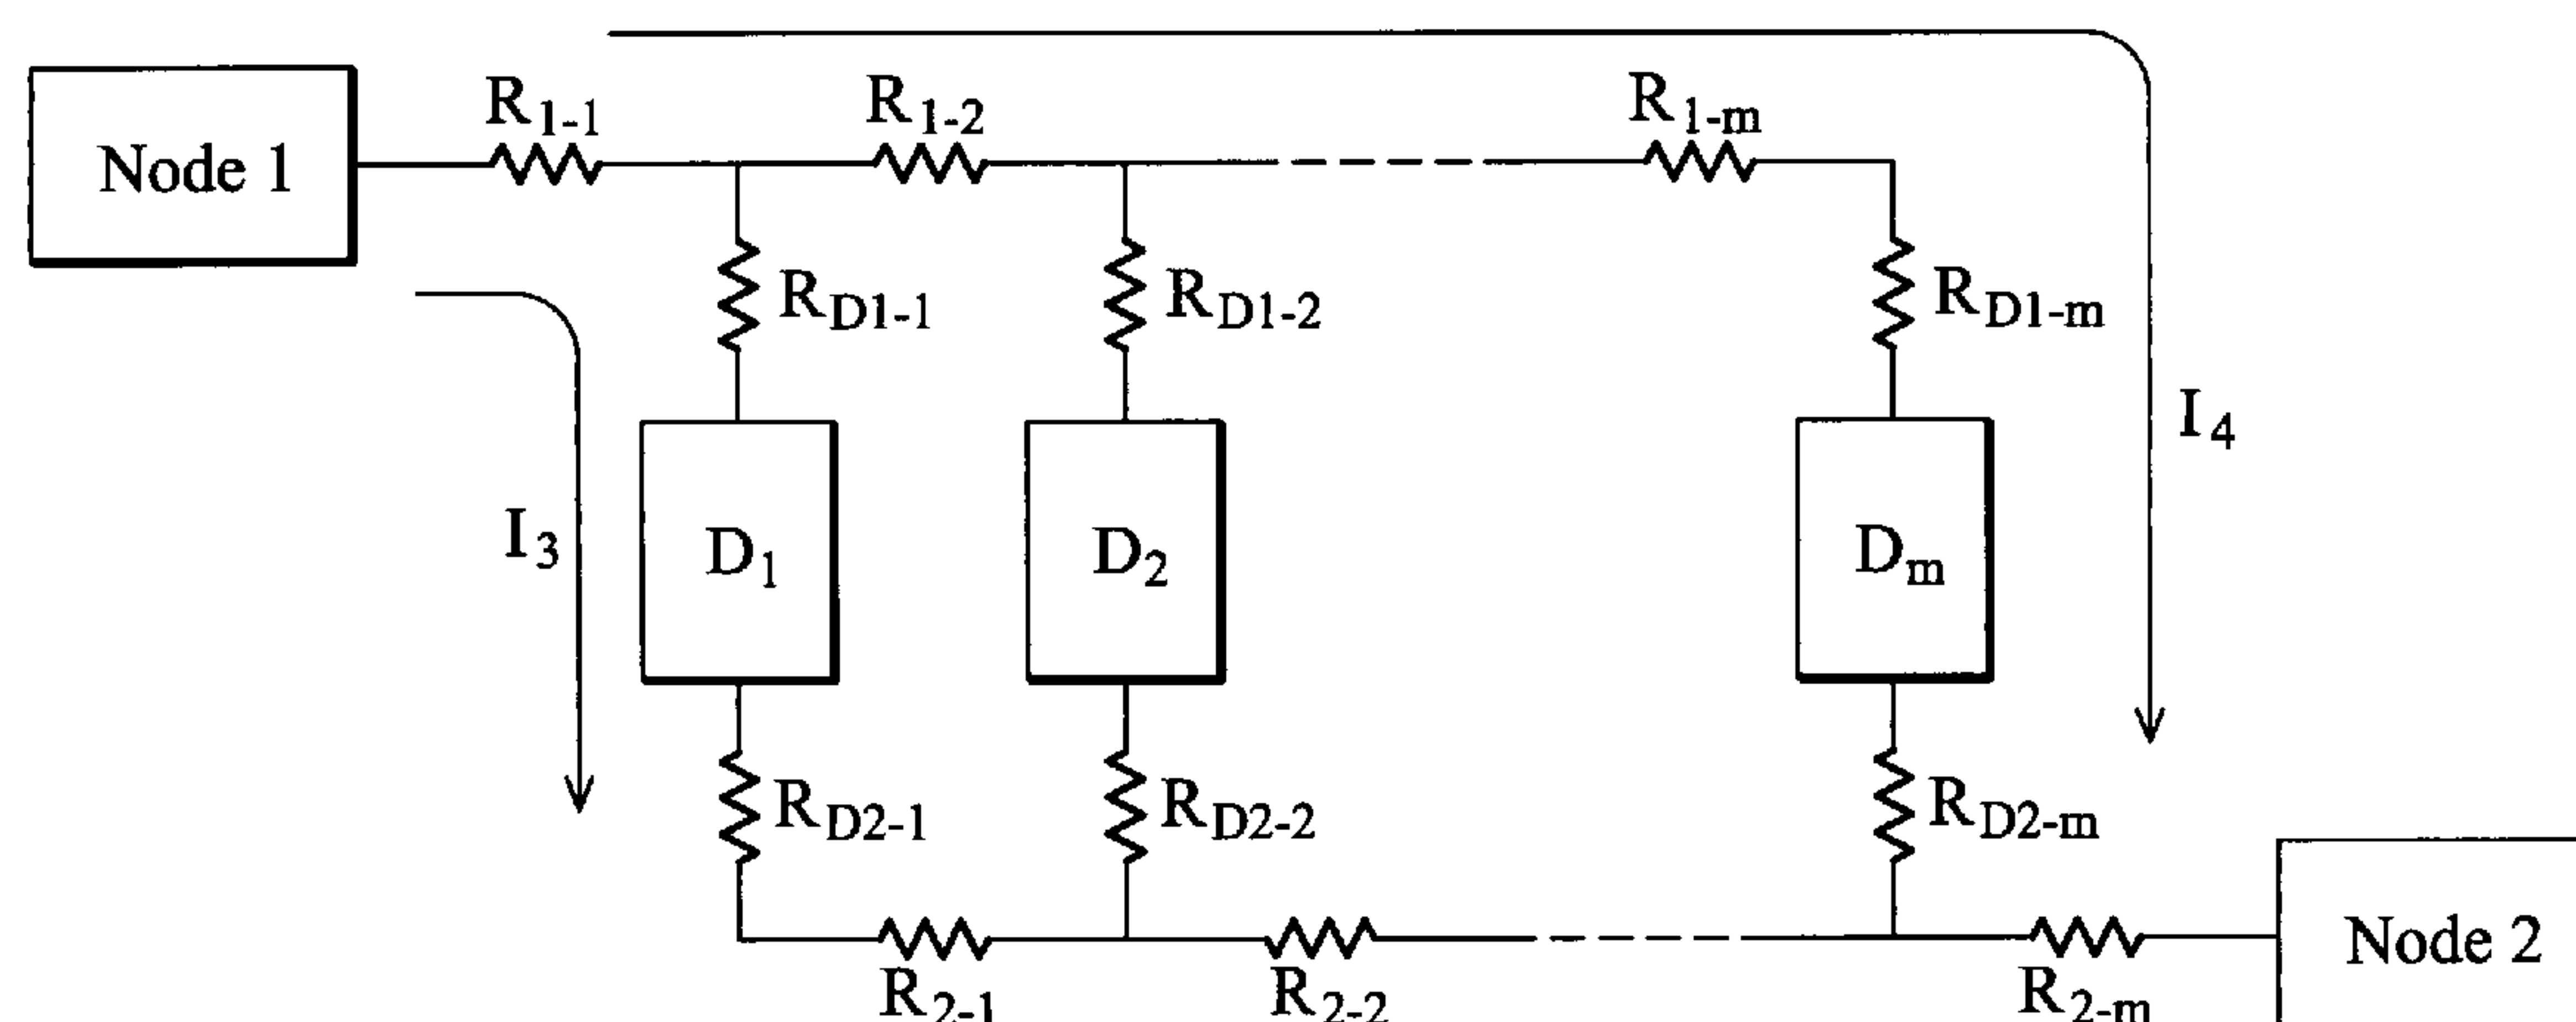 R1-1 R1-2 R1-m
Node 1
RD1-1 RD1-2 RD1-m
I4
I3 D1 D2 Dm
RD2-1 RD2-2 RD2-m
Node 2
R2-1 R2-2 R2-m